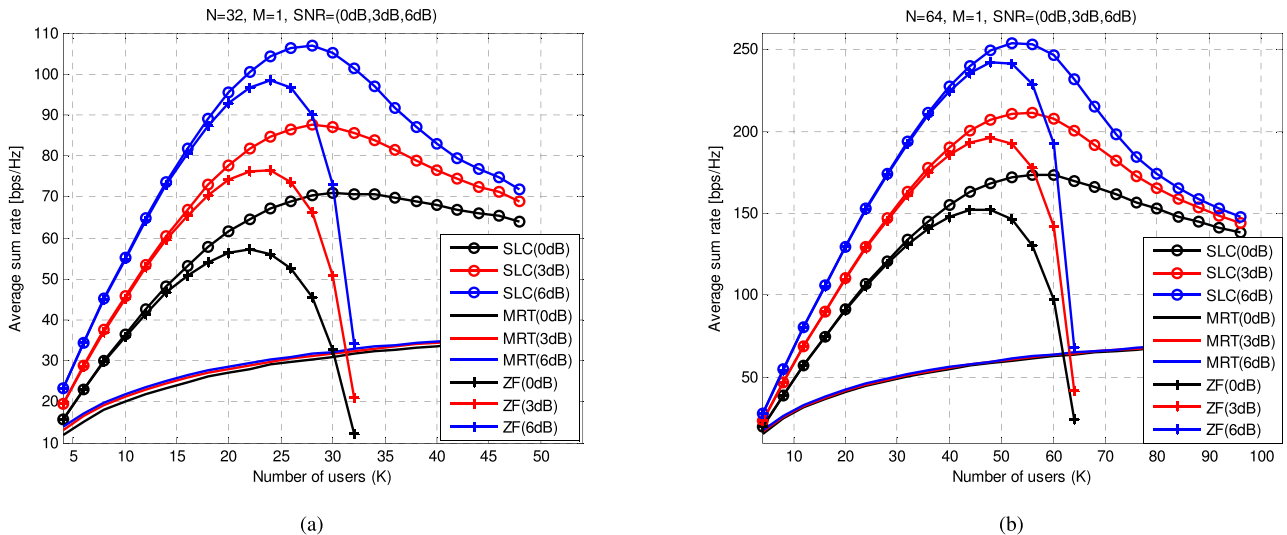 N=32, M=1, SNR=(0dB,3dB,6dB)
110
100
90
80
70
60
50
40
30
20
10
Average sum rate [bps/Hz]
5 10 15 20 25 30 35 40 45 50
Number of users (K)
SLC(0dB)
SLC(3dB)
SLC(6dB)
MRT(0dB)
MRT(3dB)
MRT(6dB)
ZF(0dB)
ZF(3dB)
ZF(6dB)
(a)
N=64, M=1, SNR=(0dB,3dB,6dB)
250
200
150
100
50
Average sum rate [bps/Hz]
10 20 30 40 50 60 70 80 90 100
Number of users (K)
SLC(0dB)
SLC(3dB)
SLC(6dB)
MRT(0dB)
MRT(3dB)
MRT(6dB)
ZF(0dB)
ZF(3dB)
ZF(6dB)
(b)